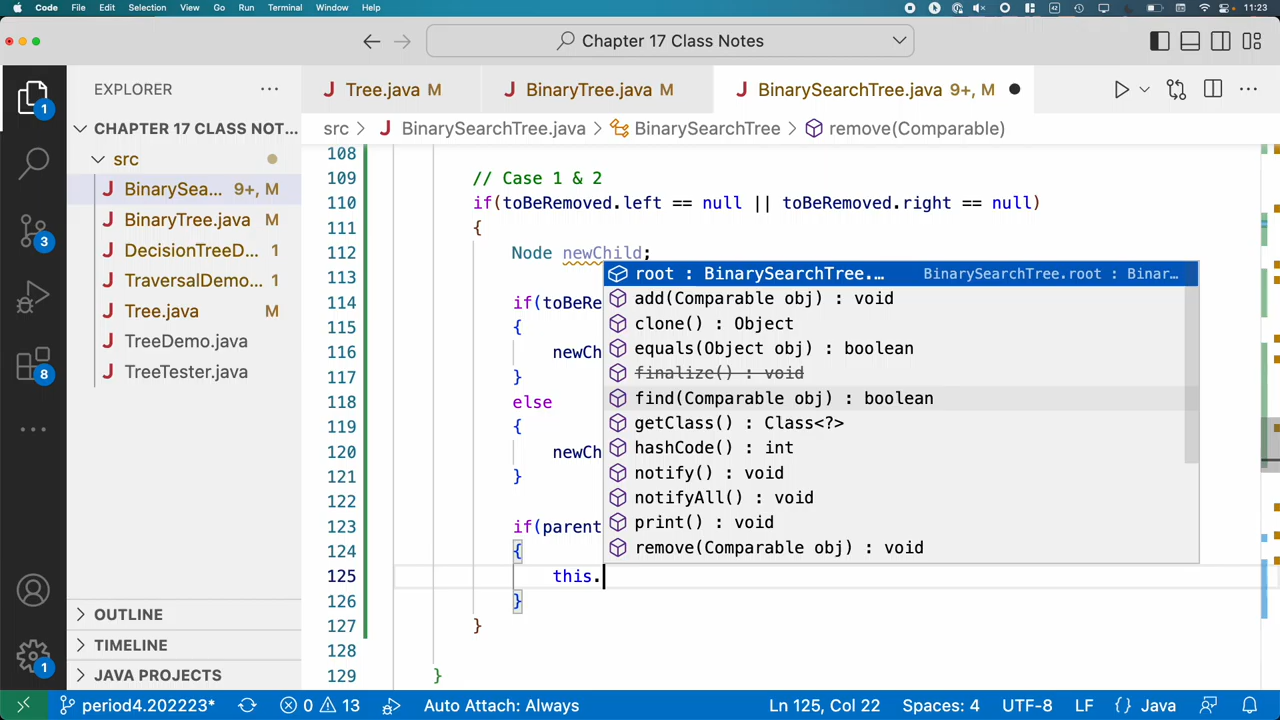 Code File Edit Selection View Go Run Terminal Window Help 42 11:23
Chapter 17 Class Notes
EXPLORER
Tree.java M
BinaryTree.java M
BinarySearchTree.java 9+, M
src > BinarySearchTree.java > BinarySearchTree > remove(Comparable)
CHAPTER 17 CLASS NOT...
src
BinarySea... 9+, M
BinaryTree.java M
DecisionTreeD... 1
TraversalDemo... 1
Tree.java M
TreeDemo.java
TreeTester.java
OUTLINE
TIMELINE
JAVA PROJECTS
1
3
8
1
108
109 // Case 1 & 2
110 if(toBeRemoved.left == null || toBeRemoved.right == null)
111 {
112 Node newChild;
113
114 if(toBeRe
115 {
116 newCh
117 }
118 else
119 {
120 newCh
121 }
122
123 if(parent
124 {
125 this.
126 }
127 }
128
129 }
root : BinarySearchTree.... BinarySearchTree.root : Binar...
add(Comparable obj) : void
clone() : Object
equals(Object obj) : boolean
finalize() : void
find(Comparable obj) : boolean
getClass() : Class<?>
hashCode() : int
notify() : void
notifyAll() : void
print() : void
remove(Comparable obj) : void
period4.202223* 0 13 Auto Attach: Always Ln 125, Col 22 Spaces: 4 UTF-8 LF {} Java